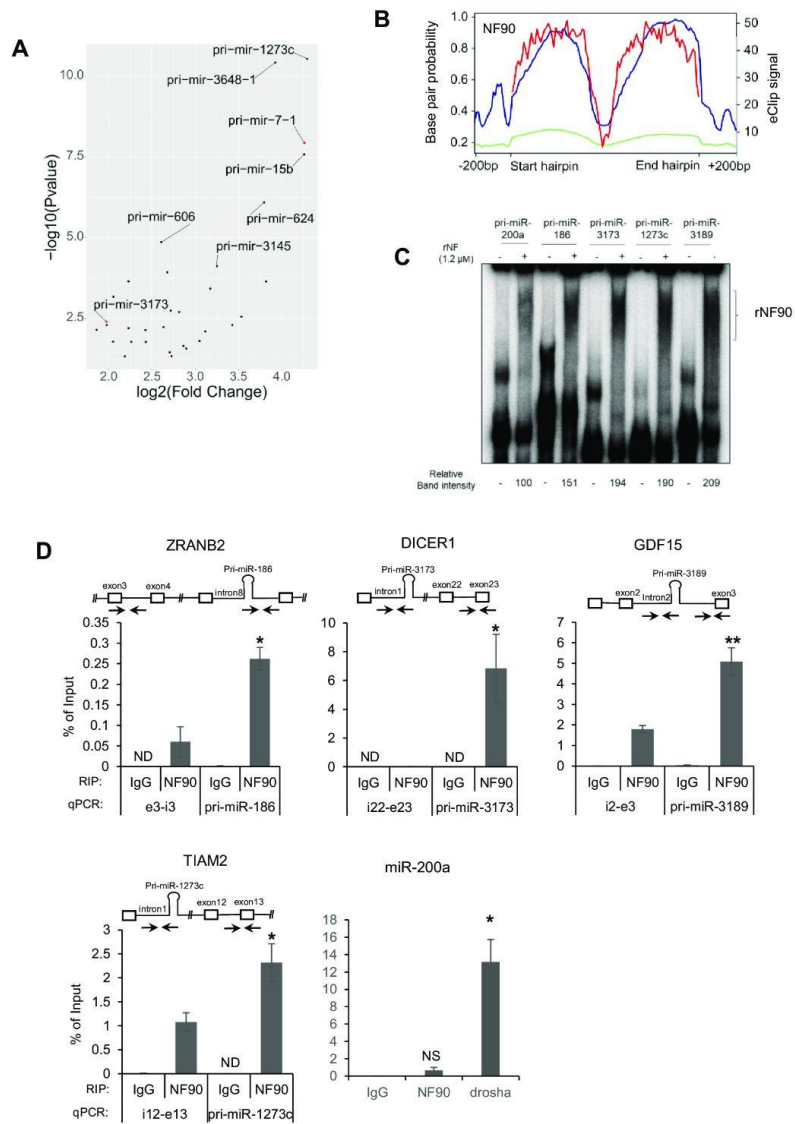 A
pri-mir-1273c
pri-mir-3648-1
pri-mir-7-1
pri-mir-15b
pri-mir-624
pri-mir-606
pri-mir-3145
pri-mir-3173
−log10(Pvalue)
10.0
7.5
5.0
2.5
2.0 2.5 3.0 3.5 4.0
log2(Fold Change)
B
NF90
Base pair probability
1.0
0.8
0.6
0.4
0.2
50
40
30
20
10
eClip signal
-200bp Start hairpin End hairpin +200bp
C
pri-miR- pri-miR- pri-miR- pri-miR- pri-miR-
200a 186 3173 1273c 3189
rNF
(1.2 µM)
- + - + - + - + - -
rNF90
Relative
Band intensity
- 100 - 151 - 194 - 190 - 209
D
ZRANB2
Pri-miR-186
exon3 exon4 intron8
% of Input
0.35
0.3
0.25
0.2
0.15
0.1
0.05
0
ND
*
RIP: IgG NF90 IgG NF90
qPCR: e3-i3 pri-miR-186
DICER1
Pri-miR-3173
intron1 exon22 exon23
10
9
8
7
6
5
4
3
2
1
0
ND ND
*
IgG NF90 IgG NF90
i22-e23 pri-miR-3173
GDF15
Pri-miR-3189
exon2 Intron2 exon3
7
6
5
4
3
2
1
0
**
IgG NF90 IgG NF90
i2-e3 pri-miR-3189
TIAM2
Pri-miR-1273c
intron1 exon12 exon13
% of Input
3
2.5
2
1.5
1
0.5
0
ND
*
RIP: IgG NF90 IgG NF90
qPCR: i12-e13 pri-miR-1273c
miR-200a
18
16
14
12
10
8
6
4
2
0
NS
*
IgG NF90 drosha